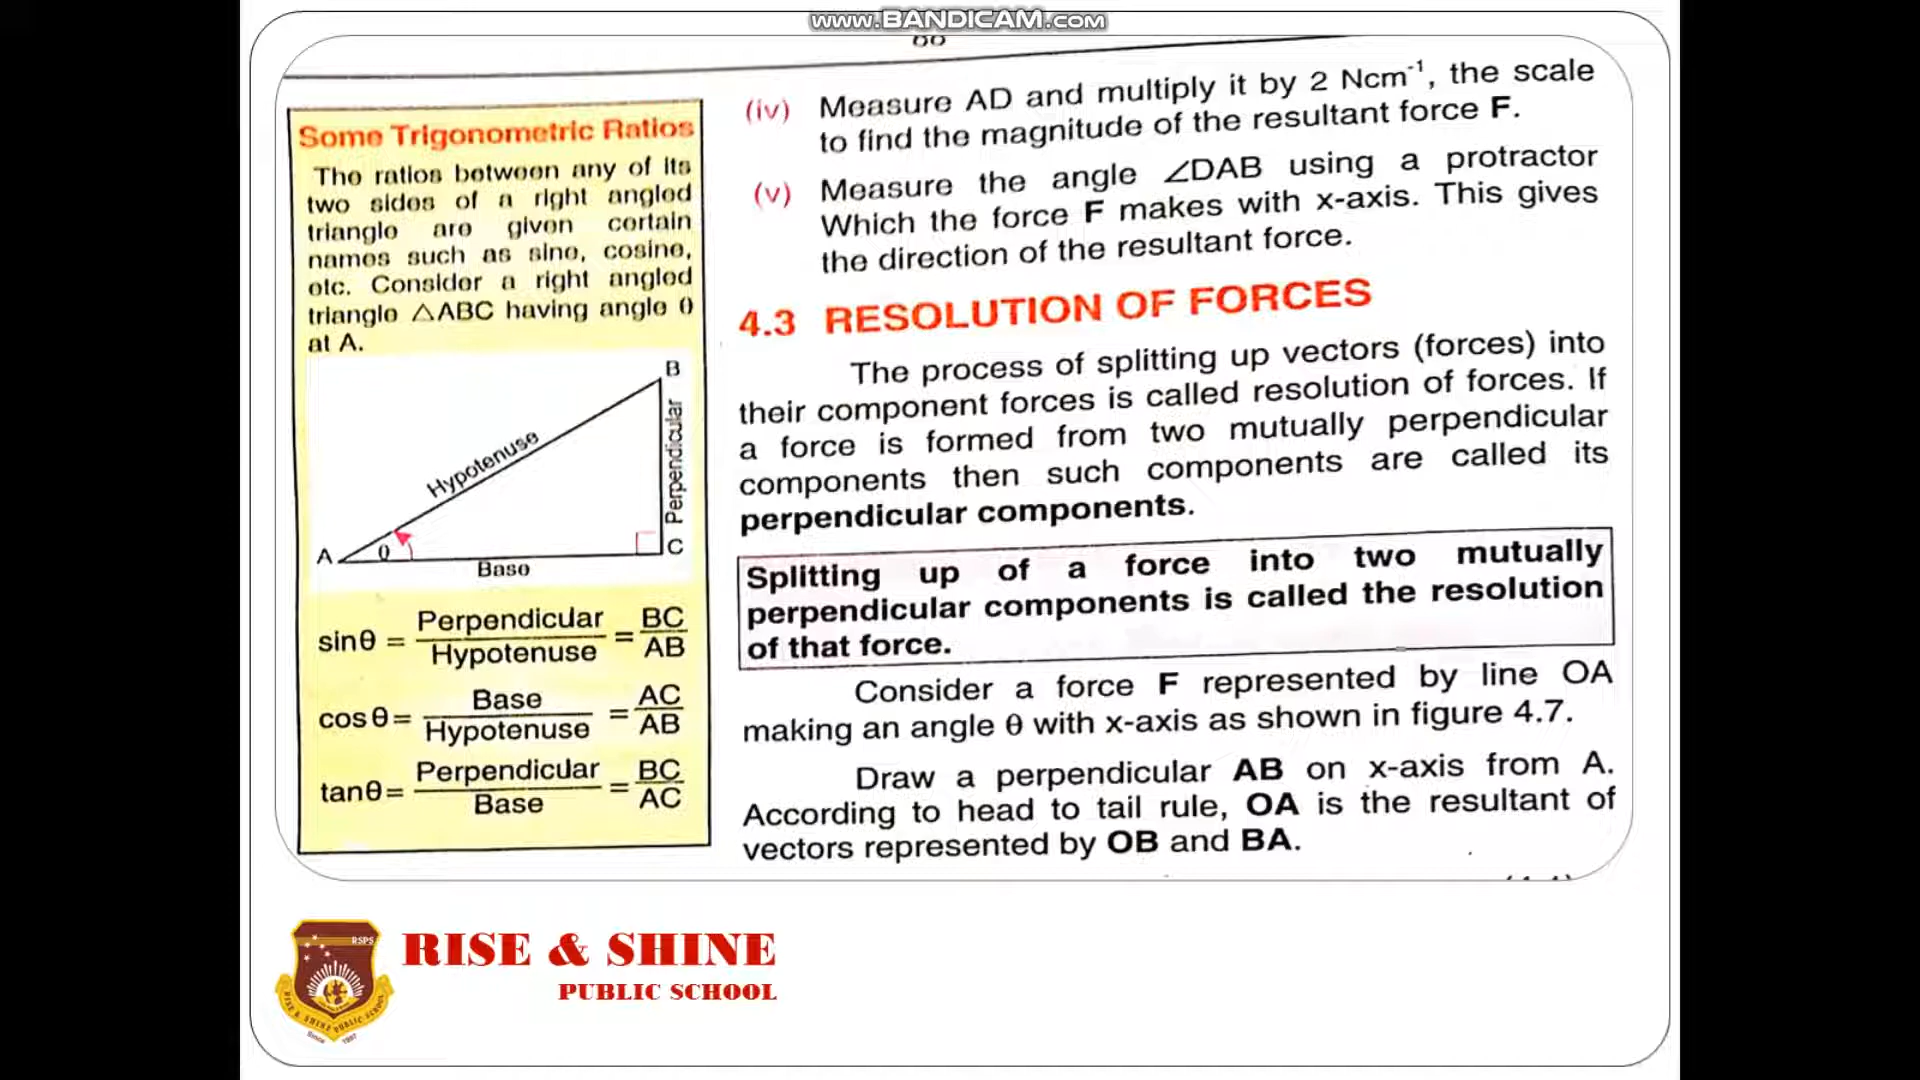 www.BANDICAM.com
Some Trigonometric Ratios
The ratios between any of its
two sides of a right angled
triangle are given certain
names such as sine, cosine,
etc. Consider a right angled
triangle △ABC having angle θ
at A.
B
Hypotenuse
Perpendicular
A
θ
C
Base
sinθ = Perpendicular / Hypotenuse = BC / AB
cosθ = Base / Hypotenuse = AC / AB
tanθ = Perpendicular / Base = BC / AC
(iv) Measure AD and multiply it by 2 Ncm⁻¹, the scale
to find the magnitude of the resultant force F.
(v) Measure the angle ∠DAB using a protractor
Which the force F makes with x-axis. This gives
the direction of the resultant force.
4.3 RESOLUTION OF FORCES
The process of splitting up vectors (forces) into
their component forces is called resolution of forces. If
a force is formed from two mutually perpendicular
components then such components are called its
perpendicular components.
Splitting up of a force into two mutually
perpendicular components is called the resolution
of that force.
Consider a force F represented by line OA
making an angle θ with x-axis as shown in figure 4.7.
Draw a perpendicular AB on x-axis from A.
According to head to tail rule, OA is the resultant of
vectors represented by OB and BA.
RSPS
RISE & SHINE PUBLIC SCHOOL
Since 1997
RISE & SHINE
PUBLIC SCHOOL